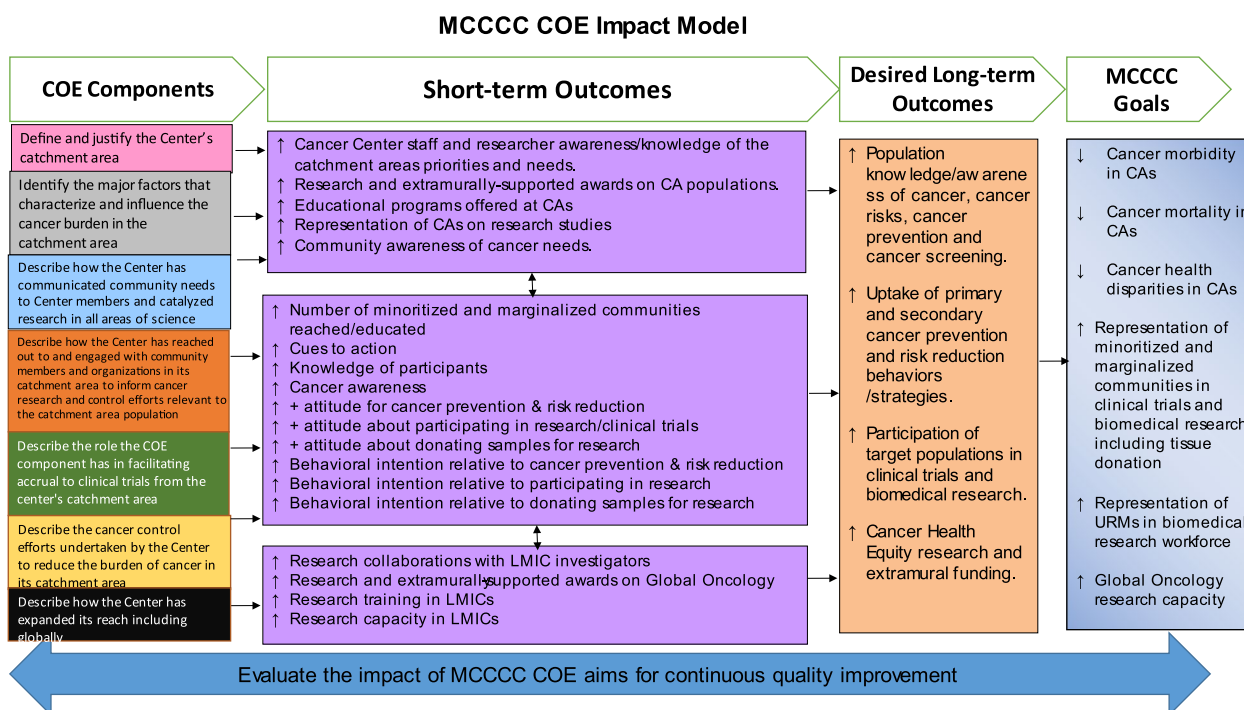 MCCCC COE Impact Model
COE Components
Short-term Outcomes
Desired Long-term
Outcomes
MCCCC
Goals
Define and justify the Center's
catchment area
Identify the major factors that
characterize and influence the
cancer burden in the
catchment area
Describe how the Center has
communicated community needs
to Center members and catalyzed
research in all areas of science
Describe how the Center has reached
out to and engaged with community
members and organizations in its
catchment area to inform cancer
research and control efforts relevant to
the catchment area population
Describe the role the COE
component has in facilitating
accrual to clinical trials from the
center's catchment area
Describe the cancer control
efforts undertaken by the Center
to reduce the burden of cancer in
its catchment area
Describe how the Center has
expanded its reach including
globally
↑ Cancer Center staff and researcher awareness/knowledge of the
catchment areas priorities and needs.
↑ Research and extramurally-supported awards on CA populations.
↑ Educational programs offered at CAs
↑ Representation of CAs on research studies
↑ Community awareness of cancer needs.
↑ Number of minoritized and marginalized communities
reached/educated
↑ Cues to action
↑ Knowledge of participants
↑ Cancer awareness
↑ + attitude for cancer prevention & risk reduction
↑ + attitude about participating in research/clinical trials
↑ + attitude about donating samples for research
↑ Behavioral intention relative to cancer prevention & risk reduction
↑ Behavioral intention relative to participating in research
↑ Behavioral intention relative to donating samples for research
↑ Research collaborations with LMIC investigators
↑ Research and extramurally-supported awards on Global Oncology
↑ Research training in LMICs
↑ Research capacity in LMICs
↑ Population
knowledge/awarene
ss of cancer, cancer
risks, cancer
prevention and
cancer screening.
↑ Uptake of primary
and secondary
cancer prevention
and risk reduction
behaviors
/strategies.
↑ Participation of
target populations in
clinical trials and
biomedical research.
↑ Cancer Health
Equity research and
extramural funding.
↓ Cancer morbidity
in CAs
↓ Cancer mortality in
CAs
↓ Cancer health
disparities in CAs
↑ Representation of
minoritized and
marginalized
communities in
clinical trials and
biomedical research
including tissue
donation
↑ Representation of
URMs in biomedical
research workforce
↑ Global Oncology
research capacity
Evaluate the impact of MCCCC COE aims for continuous quality improvement